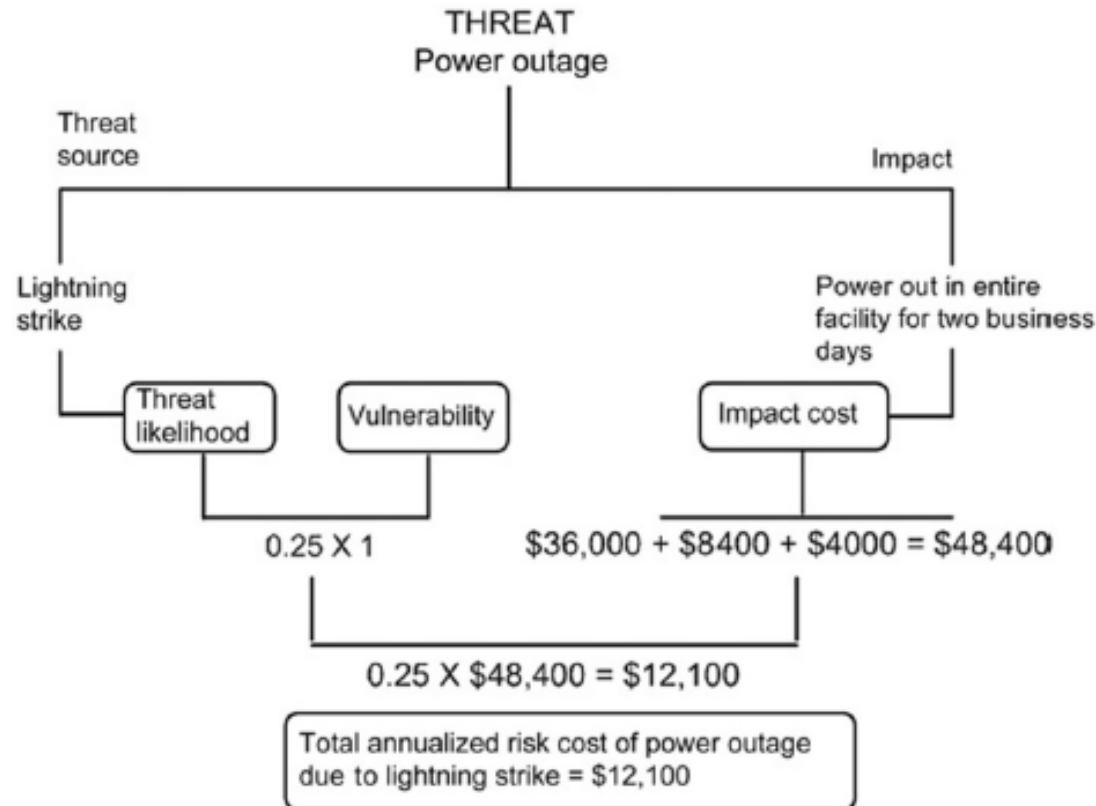 THREAT
Power outage
Threat
source
Impact
Lightning
strike
Power out in entire
facility for two business
days
Threat
likelihood
Vulnerability
Impact cost
0.25 X 1
$36,000 + $8400 + $4000 = $48,400
0.25 X $48,400 = $12,100
Total annualized risk cost of power outage
due to lightning strike = $12,100